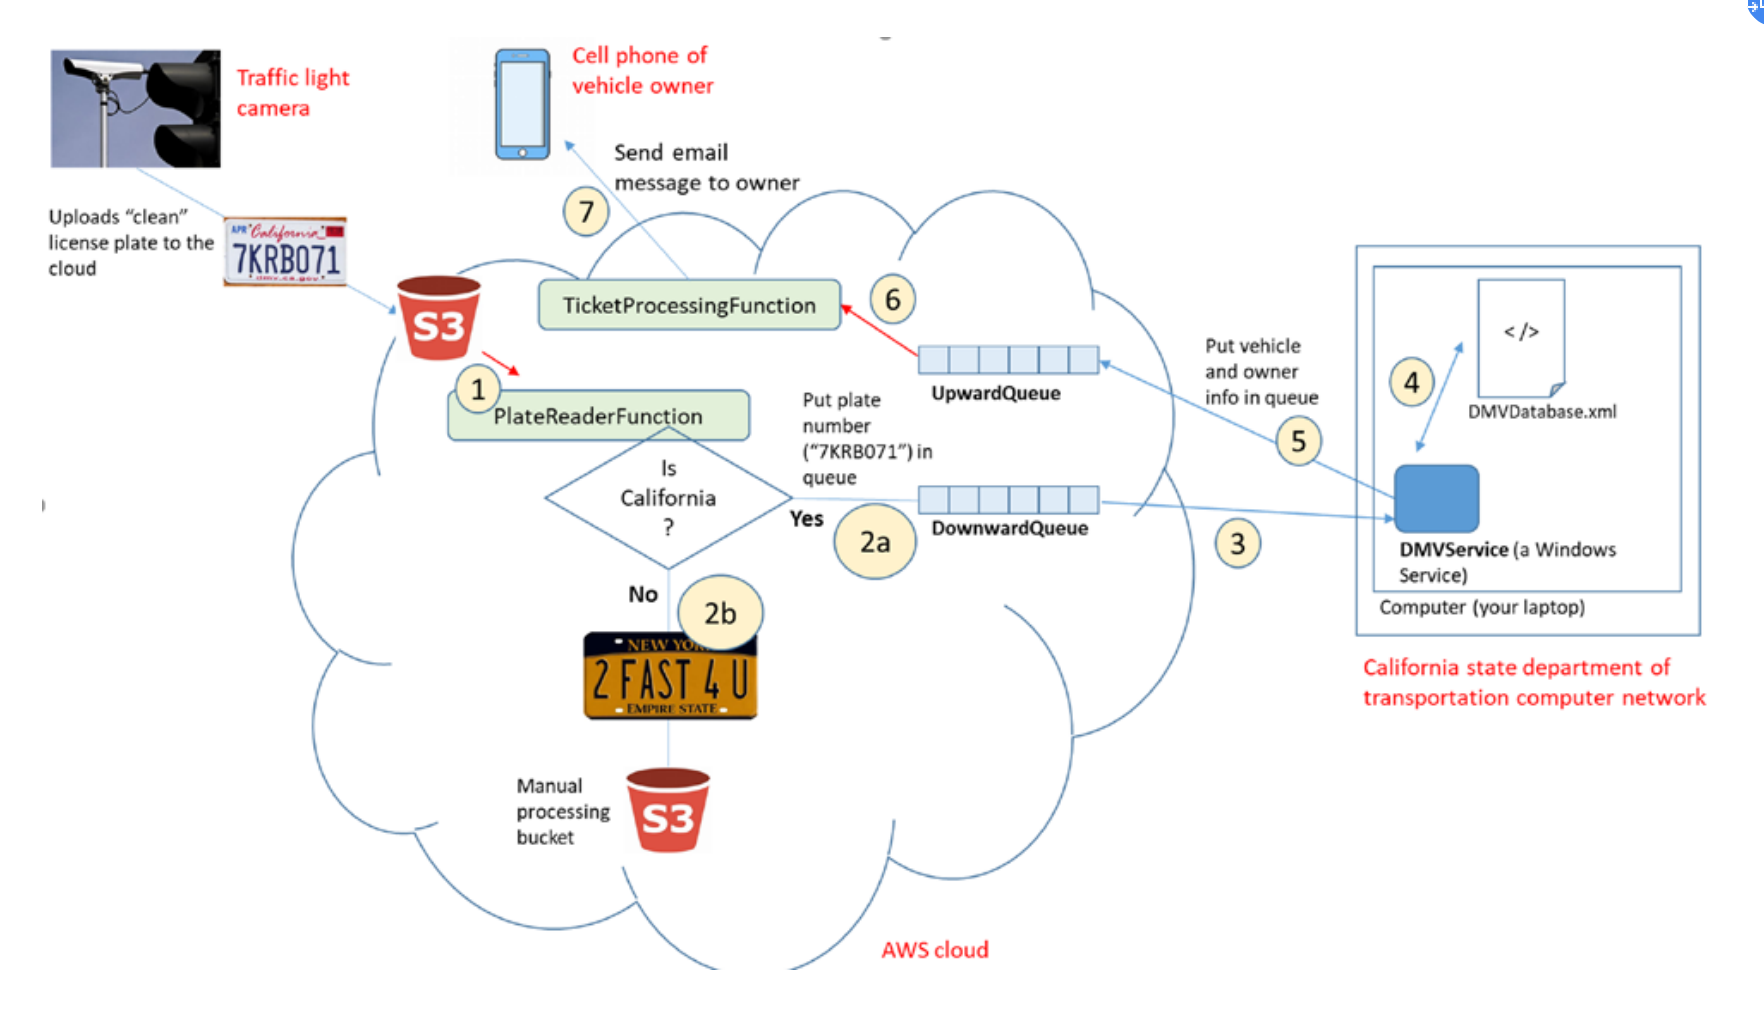 Traffic light
camera
Cell phone of
vehicle owner
Send email
message to owner
7
Uploads “clean”
license plate to the
cloud
APR California
7KRB071
dmv.ca.gov
S3
TicketProcessingFunction
6
1
PlateReaderFunction
UpwardQueue
Put vehicle
and owner
info in queue
5
4
</>
DMVDatabase.xml
Is
California
?
Put plate
number
(“7KRB071”) in
queue
Yes
2a
DownwardQueue
3
DMVService (a Windows
Service)
Computer (your laptop)
California state department of
transportation computer network
No
2b
NEW YOR
2 FAST 4 U
EMPIRE STATE
Manual
processing
bucket
S3
AWS cloud